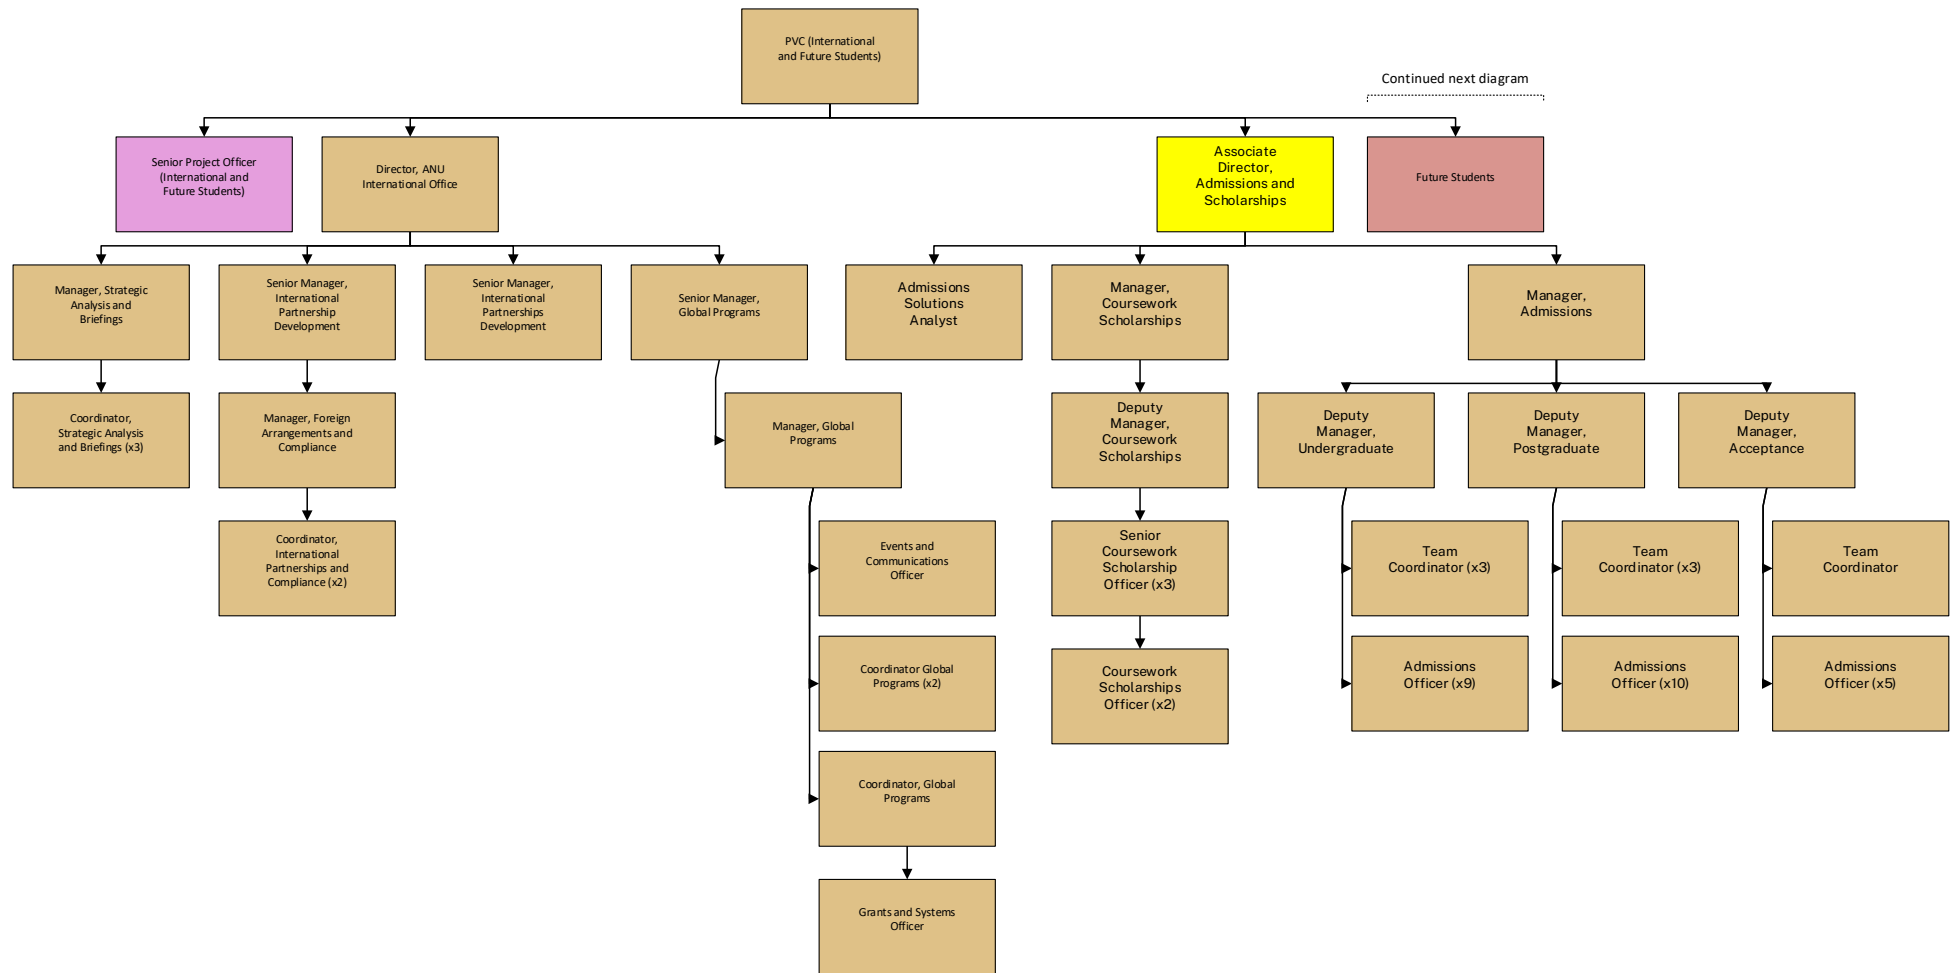 PVC (International
and Future Students)
Continued next diagram
Senior Project Officer
(International and
Future Students)
Director, ANU
International Office
Associate
Director,
Admissions and
Scholarships
Future Students
Manager, Strategic
Analysis and
Briefings
Senior Manager,
International
Partnership
Development
Senior Manager,
International
Partnerships
Development
Senior Manager,
Global Programs
Admissions
Solutions
Analyst
Manager,
Coursework
Scholarships
Manager,
Admissions
Coordinator,
Strategic Analysis
and Briefings (x3)
Manager, Foreign
Arrangements and
Compliance
Manager, Global
Programs
Deputy
Manager,
Coursework
Scholarships
Deputy
Manager,
Undergraduate
Deputy
Manager,
Postgraduate
Deputy
Manager,
Acceptance
Coordinator,
International
Partnerships and
Compliance (x2)
Events and
Communications
Officer
Senior
Coursework
Scholarship
Officer (x3)
Team
Coordinator (x3)
Team
Coordinator (x3)
Team
Coordinator
Coordinator Global
Programs (x2)
Coursework
Scholarships
Officer (x2)
Admissions
Officer (x9)
Admissions
Officer (x10)
Admissions
Officer (x5)
Coordinator, Global
Programs
Grants and Systems
Officer